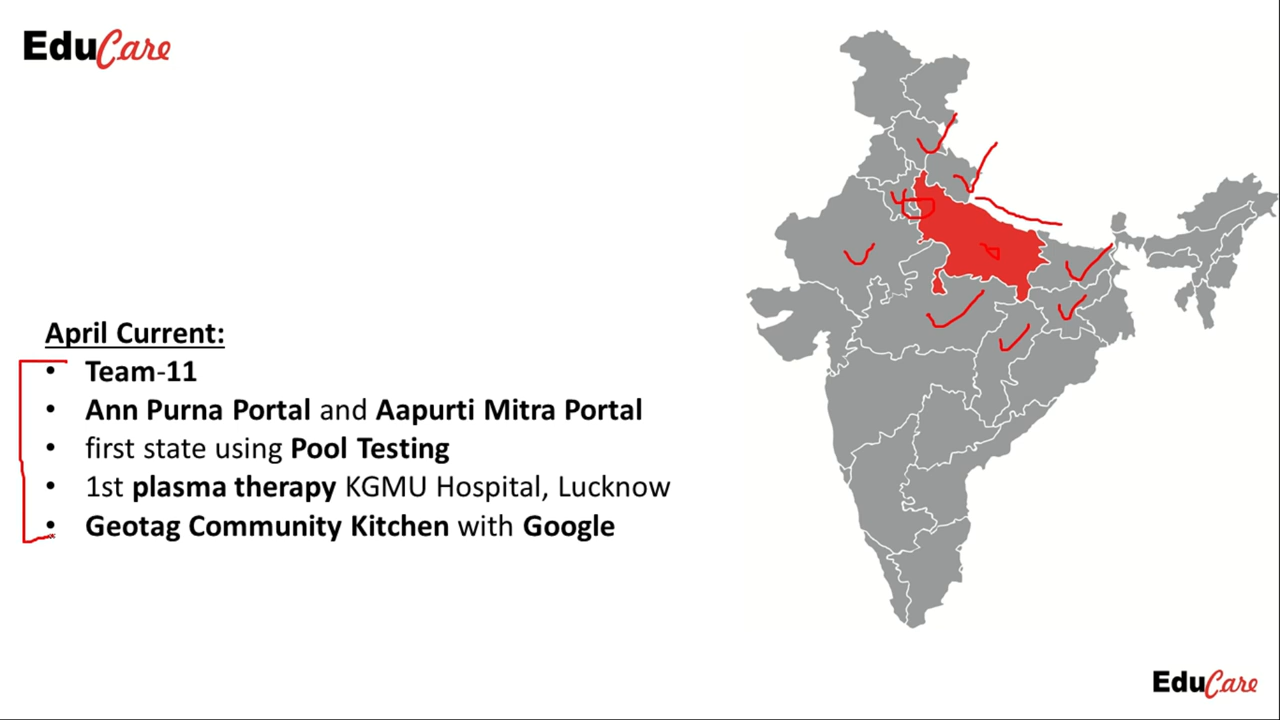 EduCare
April Current:
• Team-11
• Ann Purna Portal and Aapurti Mitra Portal
• first state using Pool Testing
• 1st plasma therapy KGMU Hospital, Lucknow
• Geotag Community Kitchen with Google
EduCare